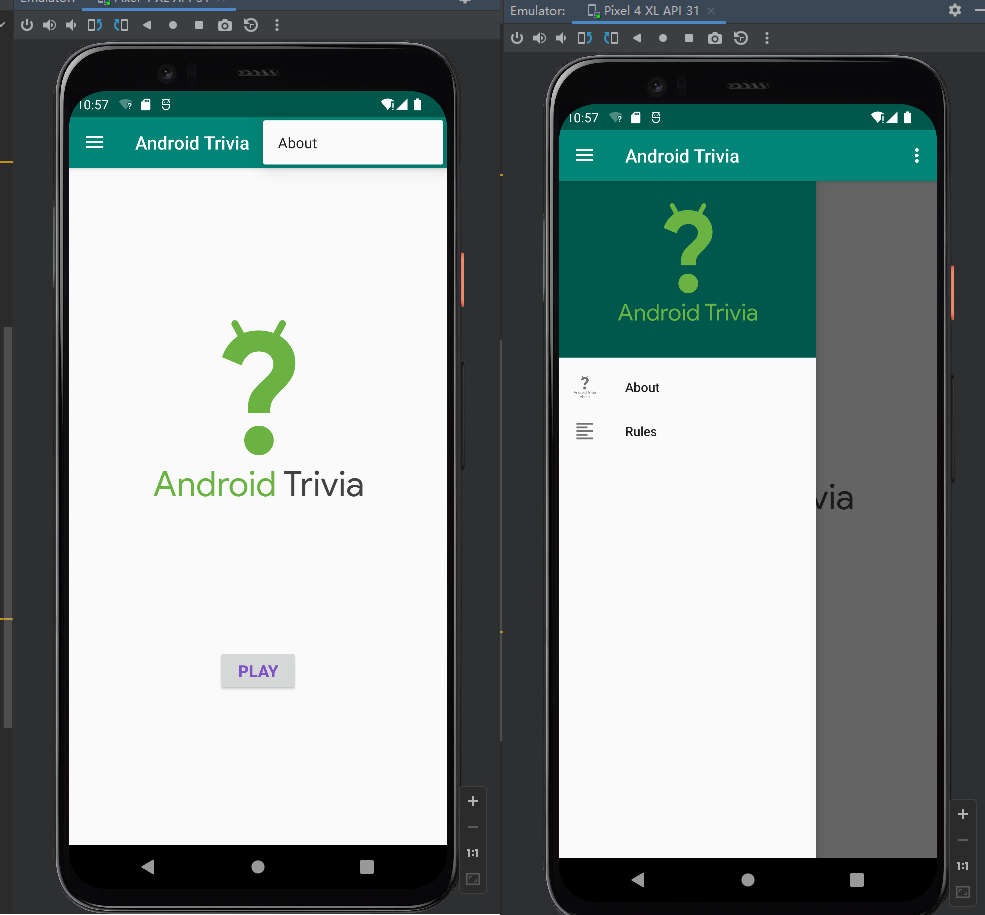 Emulator: Pixel 4 XL API 31
10:57
Android Trivia
About
Android Trivia
PLAY
1:1
Emulator: Pixel 4 XL API 31
10:57
Android Trivia
Android Trivia
About
Rules
via
1:1